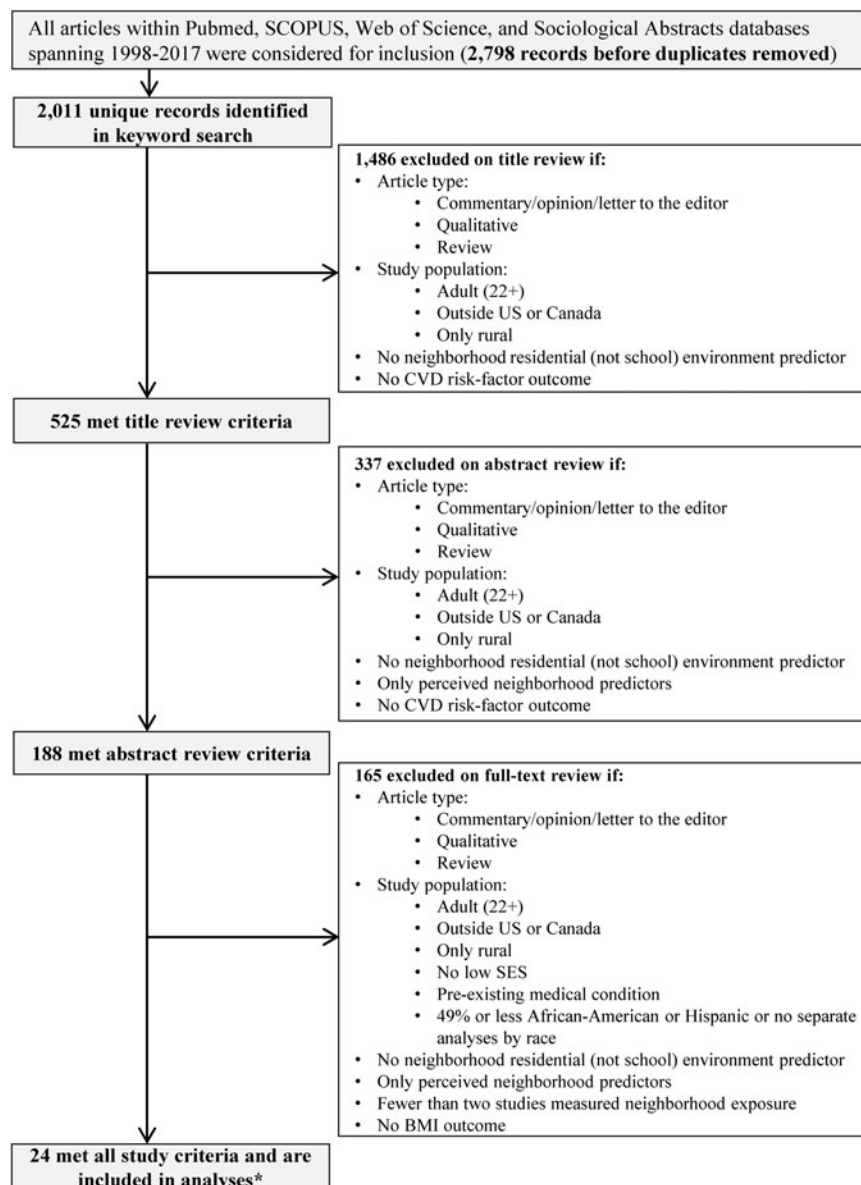 All articles within Pubmed, SCOPUS, Web of Science, and Sociological Abstracts databases
spanning 1998-2017 were considered for inclusion (2,798 records before duplicates removed)
2,011 unique records identified
in keyword search
1,486 excluded on title review if:
• Article type:
• Commentary/opinion/letter to the editor
• Qualitative
• Review
• Study population:
• Adult (22+)
• Outside US or Canada
• Only rural
• No neighborhood residential (not school) environment predictor
• No CVD risk-factor outcome
525 met title review criteria
337 excluded on abstract review if:
• Article type:
• Commentary/opinion/letter to the editor
• Qualitative
• Review
• Study population:
• Adult (22+)
• Outside US or Canada
• Only rural
• No neighborhood residential (not school) environment predictor
• Only perceived neighborhood predictors
• No CVD risk-factor outcome
188 met abstract review criteria
165 excluded on full-text review if:
• Article type:
• Commentary/opinion/letter to the editor
• Qualitative
• Review
• Study population:
• Adult (22+)
• Outside US or Canada
• Only rural
• No low SES
• Pre-existing medical condition
• 49% or less African-American or Hispanic or no separate
analyses by race
• No neighborhood residential (not school) environment predictor
• Only perceived neighborhood predictors
• Fewer than two studies measured neighborhood exposure
• No BMI outcome
24 met all study criteria and are
included in analyses*